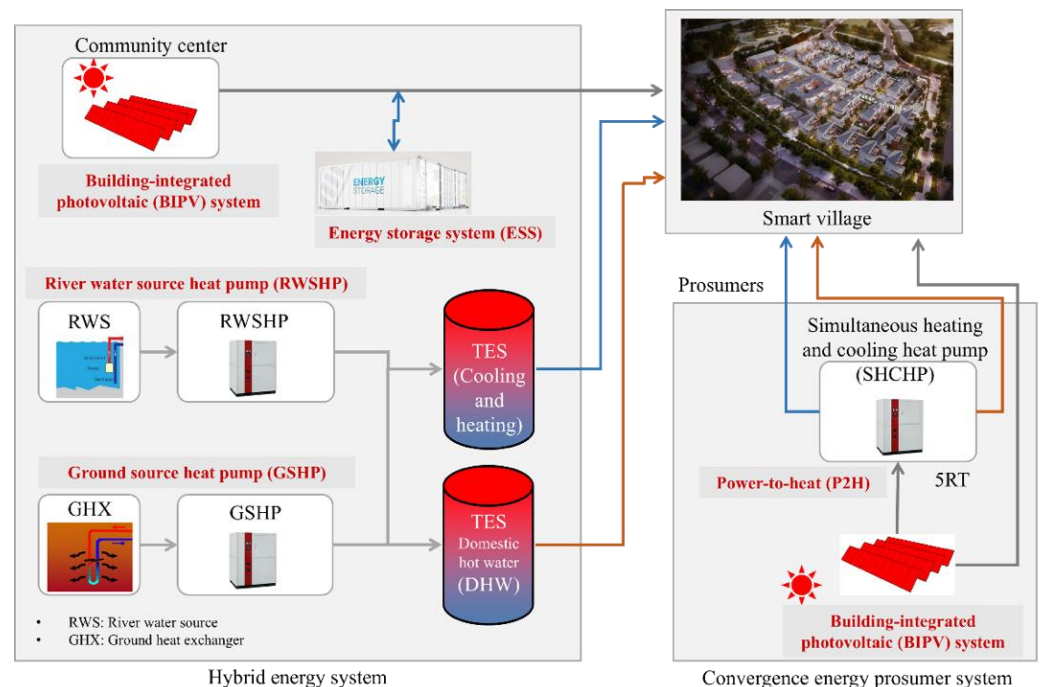 Community center
Building-integrated
photovoltaic (BIPV) system
ENERGY
STORAGE
Energy storage system (ESS)
Smart village
River water source heat pump (RWSHP)
RWS
RWSHP
TES
(Cooling
and
heating)
Ground source heat pump (GSHP)
GHX
GSHP
TES
Domestic
hot water
(DHW)
• RWS: River water source
• GHX: Ground heat exchanger
Hybrid energy system
Prosumers
Simultaneous heating
and cooling heat pump
(SHCHP)
Power-to-heat (P2H)
5RT
Building-integrated
photovoltaic (BIPV) system
Convergence energy prosumer system